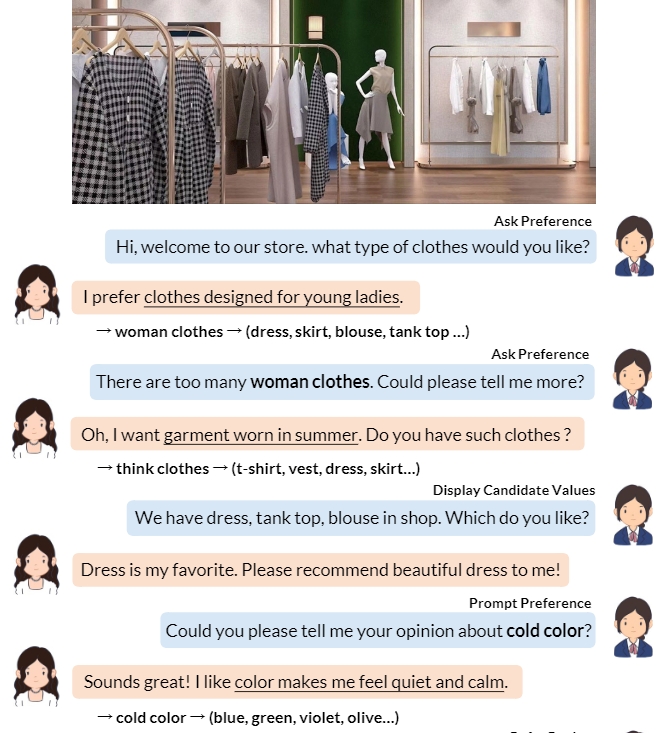 Ask Preference
Hi, welcome to our store. what type of clothes would you like?
I prefer clothes designed for young ladies.
→ woman clothes → (dress, skirt, blouse, tank top ...)
Ask Preference
There are too many woman clothes. Could please tell me more?
Oh, I want garment worn in summer. Do you have such clothes ?
→ think clothes → (t-shirt, vest, dress, skirt...)
Display Candidate Values
We have dress, tank top, blouse in shop. Which do you like?
Dress is my favorite. Please recommend beautiful dress to me!
Prompt Preference
Could you please tell me your opinion about cold color?
Sounds great! I like color makes me feel quiet and calm.
→ cold color → (blue, green, violet, olive...)